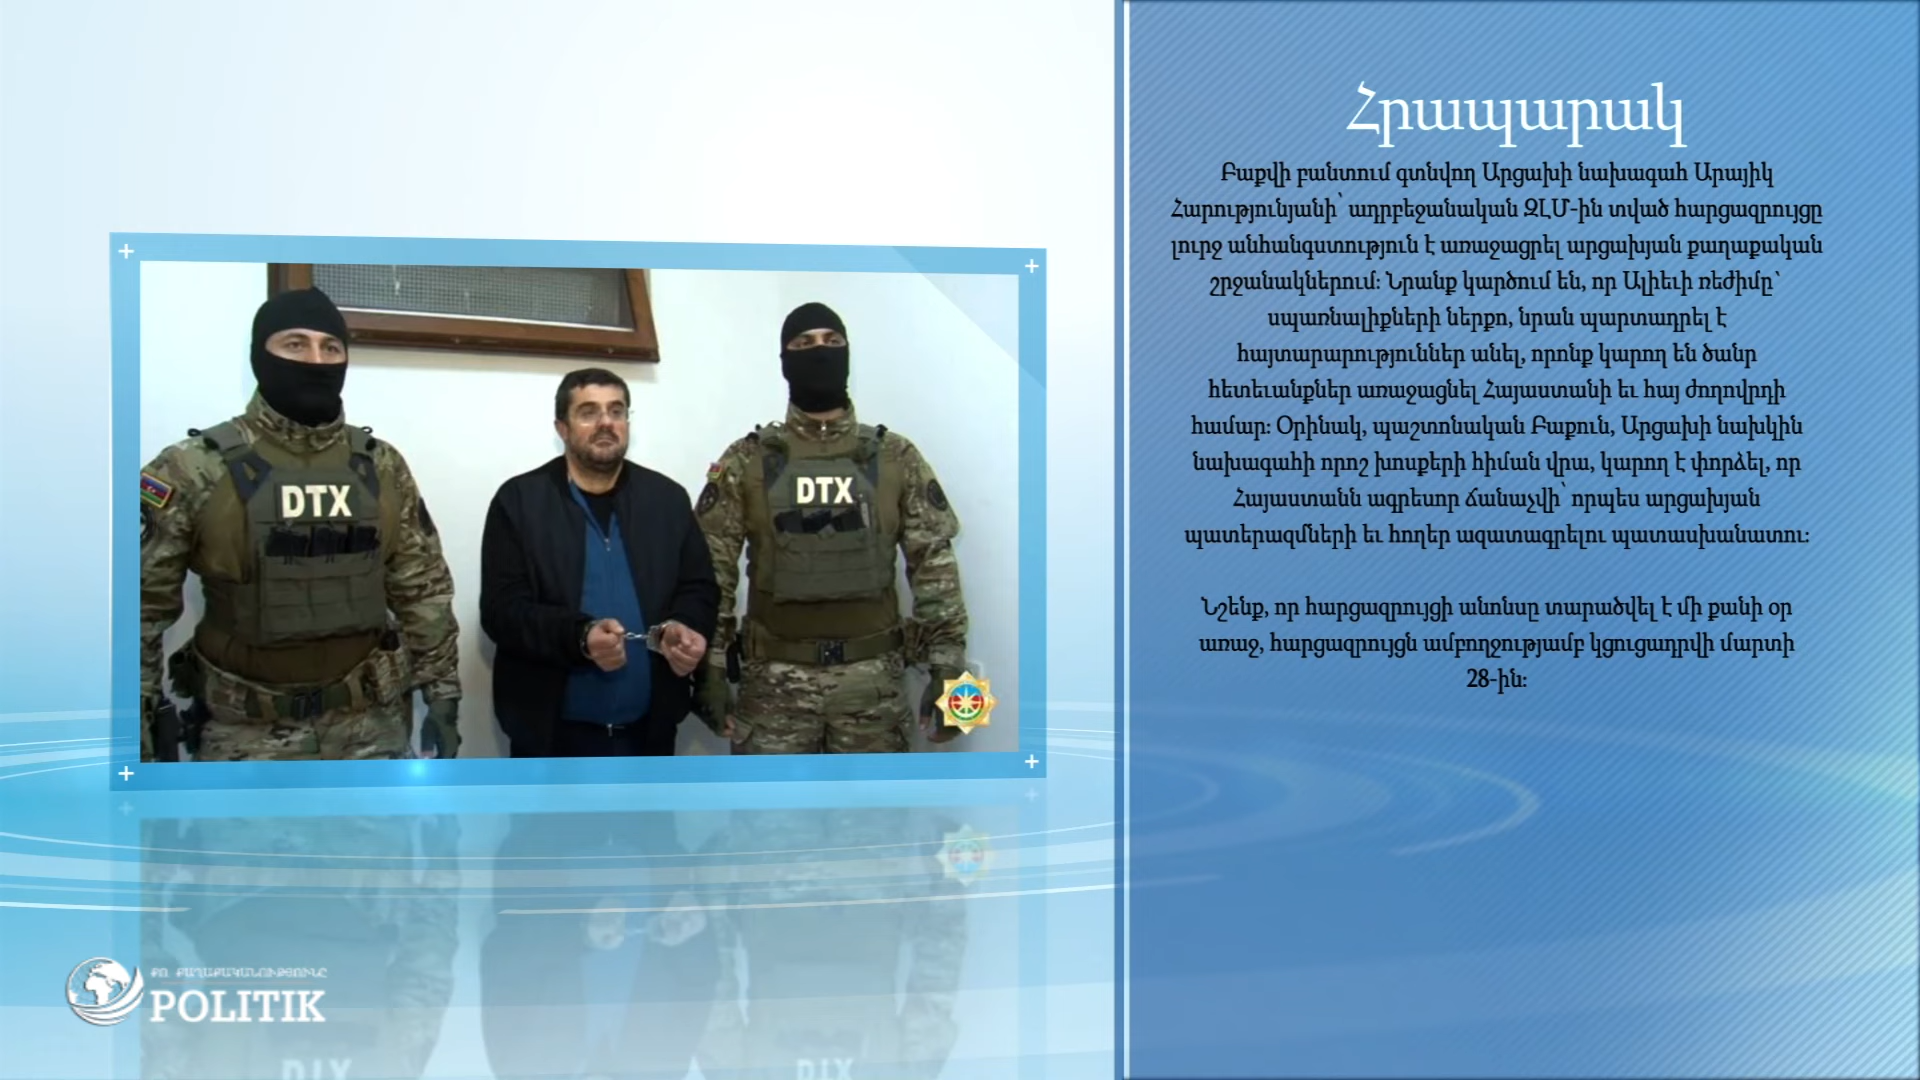 Հրապարակ
Բաքվի բանտում գտնվող Արցախի նախագահ Արայիկ
Հարությունյանի՝ ադրբեջանական ԶԼՄ-ին տված հարցազրույցը
լուրջ անհանգստություն է առաջացրել արցախյան քաղաքական
շրջանակներում: Նրանք կարծում են, որ Ալիեւի ռեժիմը՝
սպառնալիքների ներքո, նրան պարտադրել է
հայտարարություններ անել, որոնք կարող են ծանր
հետեւանքներ առաջացնել Հայաստանի եւ հայ ժողովրդի
համար: Օրինակ, պաշտոնական Բաքուն, Արցախի նախկին
նախագահի որոշ խոսքերի հիման վրա, կարող է փորձել, որ
Հայաստանն ագրեսոր ճանաչվի՝ որպես արցախյան
պատերազմների եւ հողեր ազատագրելու պատասխանատու:
Նշենք, որ հարցազրույցի անոնսը տարածվել է մի քանի օր
առաջ, հարցազրույցն ամբողջությամբ կցուցադրվի մարտի
28-ին:
DTX
DTX
ՔՈ ՔԱՂԱՔԱԿԱՆՈՒԹՅՈՒՆԸ
POLITIK